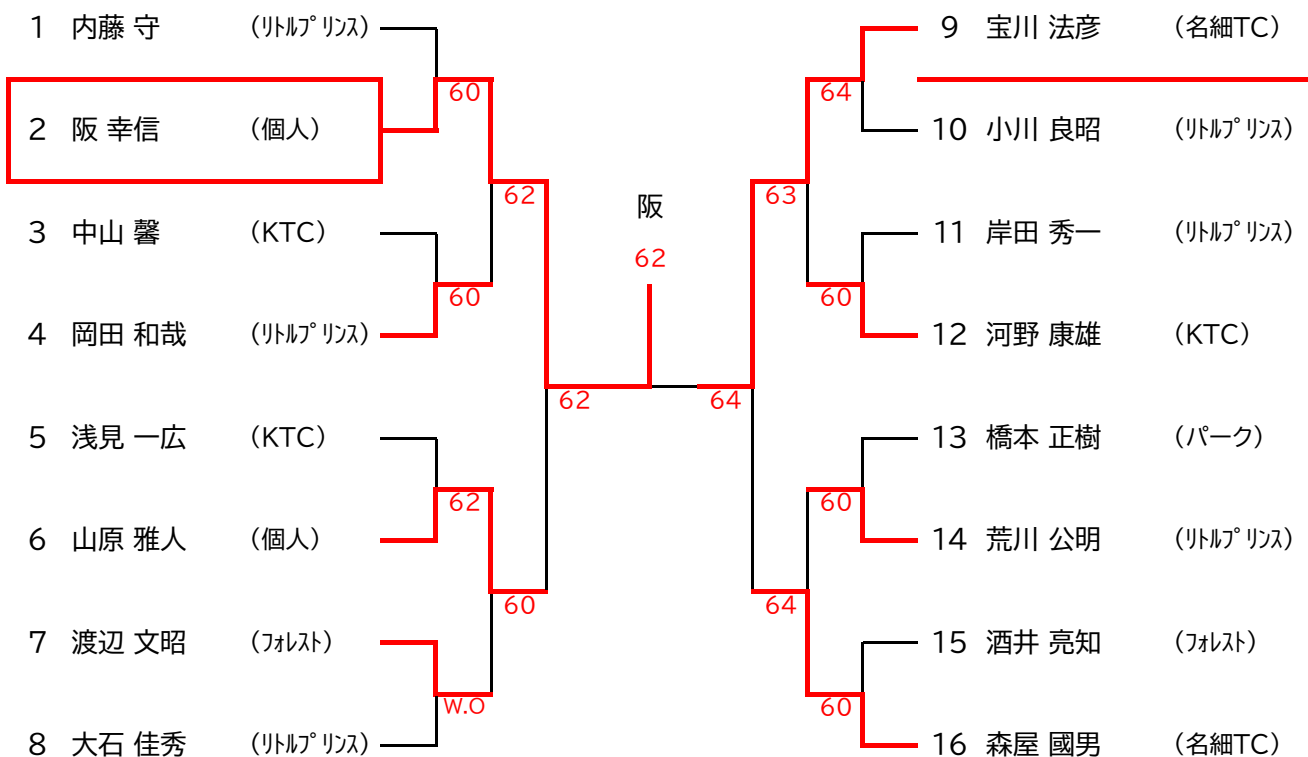 1 内藤 守 (ﾘﾄﾙﾌﾟﾘﾝｽ)
60
2 阪 幸信 (個人)
62
3 中山 馨 (KTC)
60
4 岡田 和哉 (ﾘﾄﾙﾌﾟﾘﾝｽ)
62
5 浅見 一広 (KTC)
62
6 山原 雅人 (個人)
60
7 渡辺 文昭 (ﾌｫﾚｽﾄ)
W.O
8 大石 佳秀 (ﾘﾄﾙﾌﾟﾘﾝｽ)
阪
62
9 宝川 法彦 (名細TC)
64
10 小川 良昭 (ﾘﾄﾙﾌﾟﾘﾝｽ)
63
11 岸田 秀一 (ﾘﾄﾙﾌﾟﾘﾝｽ)
60
12 河野 康雄 (KTC)
64
13 橋本 正樹 (パーク)
60
14 荒川 公明 (ﾘﾄﾙﾌﾟﾘﾝｽ)
64
15 酒井 亮知 (ﾌｫﾚｽﾄ)
60
16 森屋 國男 (名細TC)